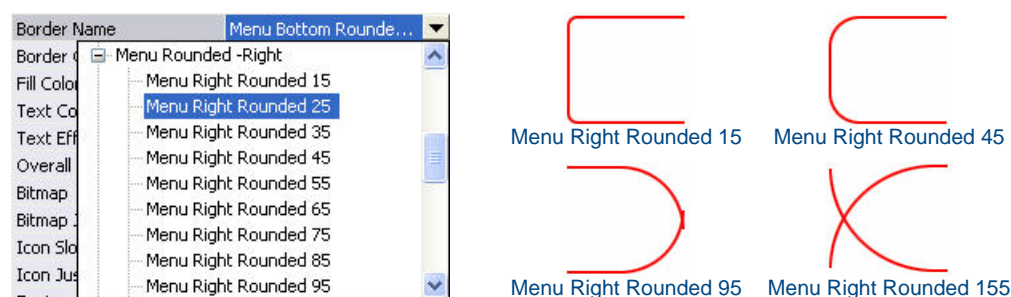 Border Name Menu Bottom Rounde...
Border
Menu Rounded -Right
Fill Color
Menu Right Rounded 15
Text Co
Menu Right Rounded 25
Text Eff
Menu Right Rounded 35
Overall
Menu Right Rounded 45
Menu Right Rounded 55
Bitmap
Menu Right Rounded 65
Bitmap J
Menu Right Rounded 75
Icon Slo
Menu Right Rounded 85
Icon Jus
Menu Right Rounded 95
Menu Right Rounded 15 Menu Right Rounded 45
Menu Right Rounded 95 Menu Right Rounded 155